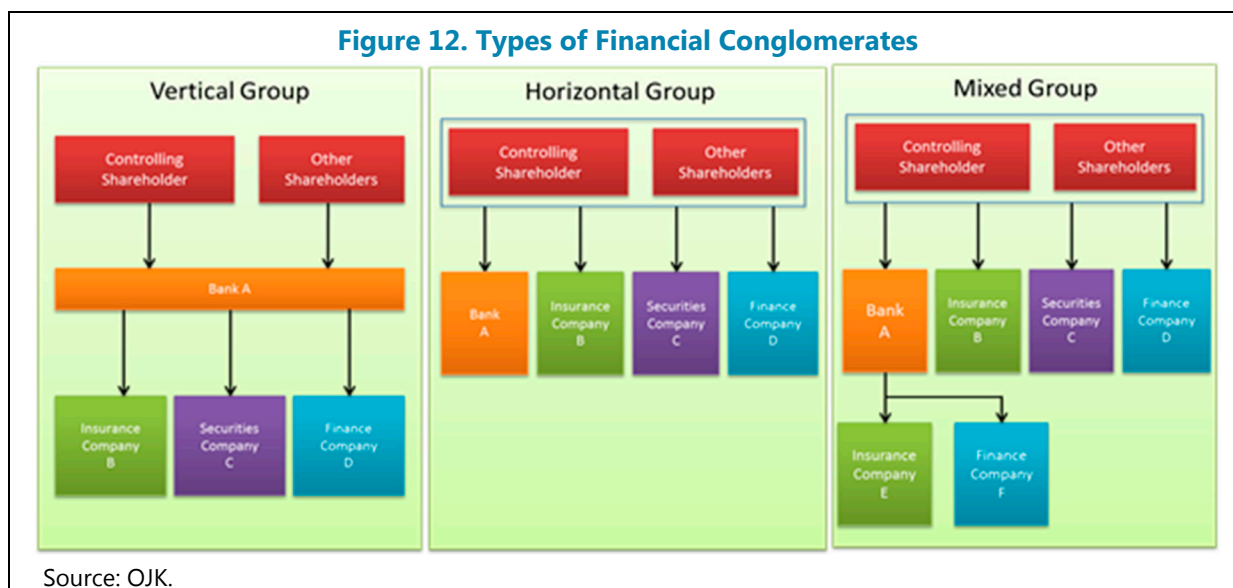 Figure 12. Types of Financial Conglomerates
Vertical Group
Controlling
Shareholder
Other
Shareholders
Bank A
Insurance
Company
B
Securities
Company
C
Finance
Company
D
Horizontal Group
Controlling
Shareholder
Other
Shareholders
Bank
A
Insurance
Company
B
Securities
Company
C
Finance
Company
D
Mixed Group
Controlling
Shareholder
Other
Shareholders
Bank
A
Insurance
Company
B
Securities
Company
C
Finance
Company
D
Insurance
Company
E
Finance
Company
F
Source: OJK.